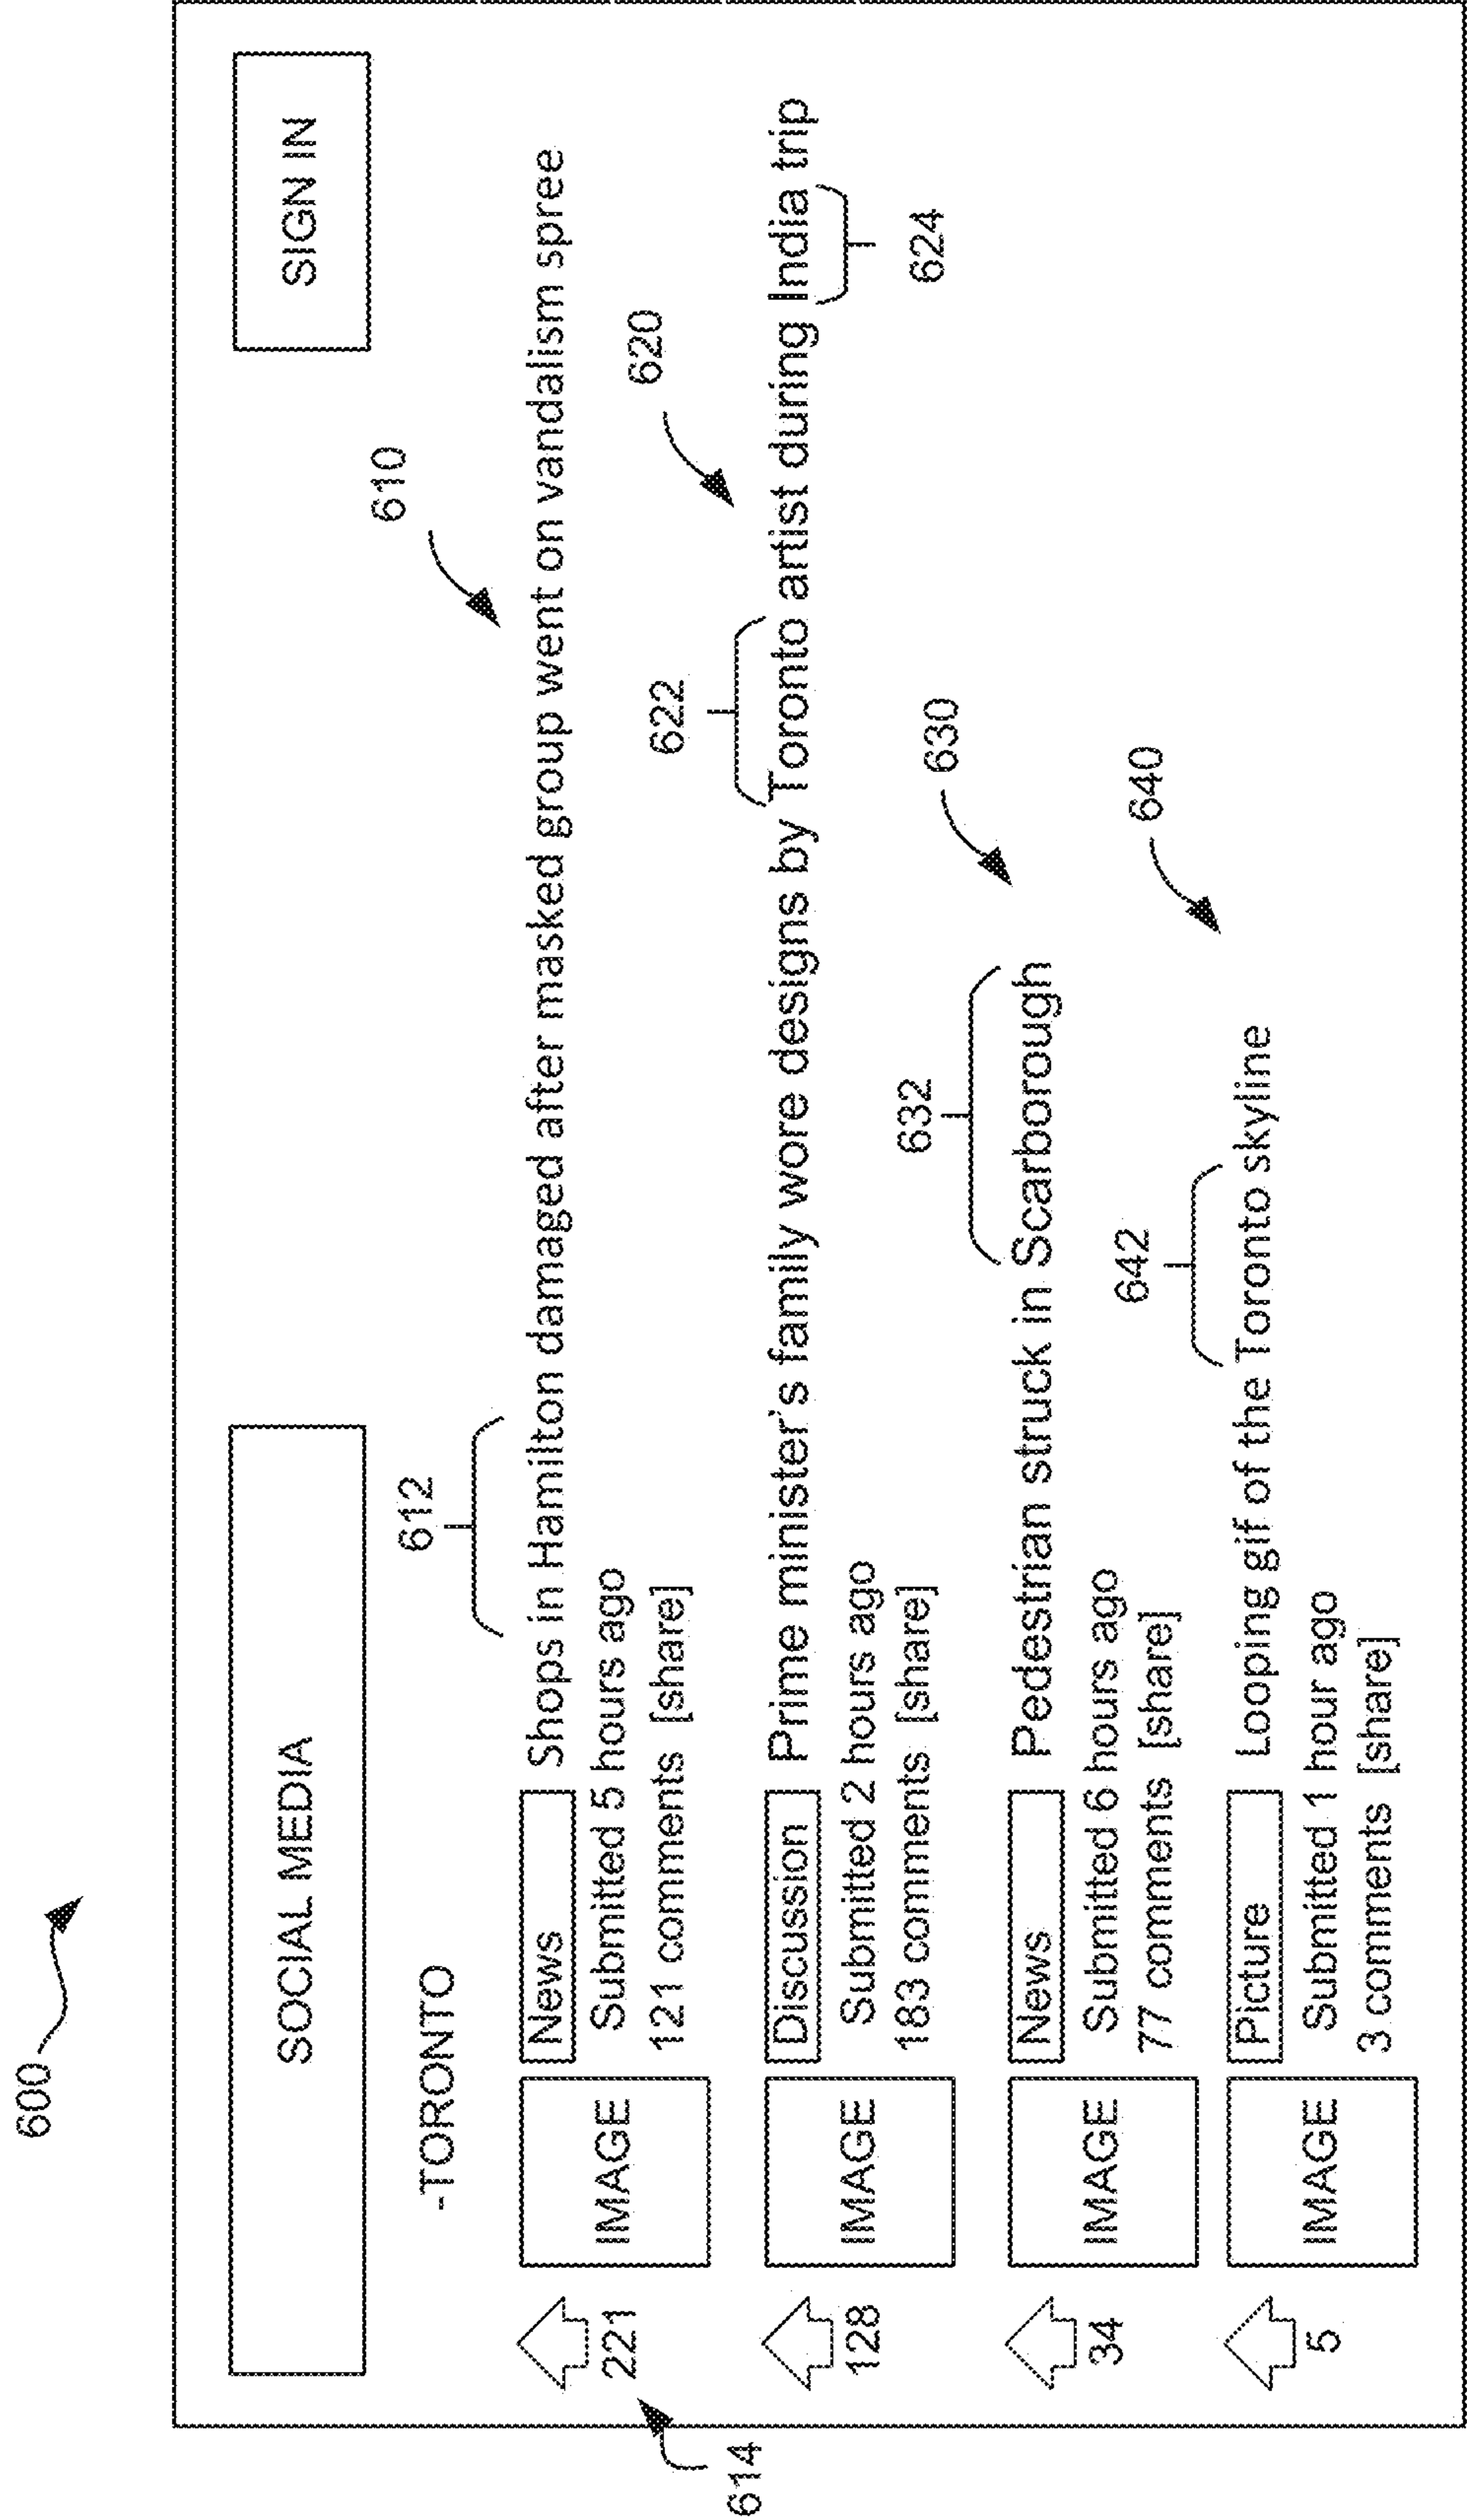 600
SOCIAL MEDIA
SIGN IN
-TORONTO
612
610
News Shops in Hamilton damaged after masked group went on vandalism spree
Submitted 5 hours ago
121 comments [share]
IMAGE
221
614
622
620
Discussion Prime minister's family wore designs by Toronto artist during India trip
624
Submitted 2 hours ago
183 comments [share]
IMAGE
128
632
630
News Pedestrian struck in Scarborough
Submitted 6 hours ago
77 comments [share]
IMAGE
34
642
640
Picture Looping gif of the Toronto skyline
Submitted 1 hour ago
3 comments [share]
IMAGE
5